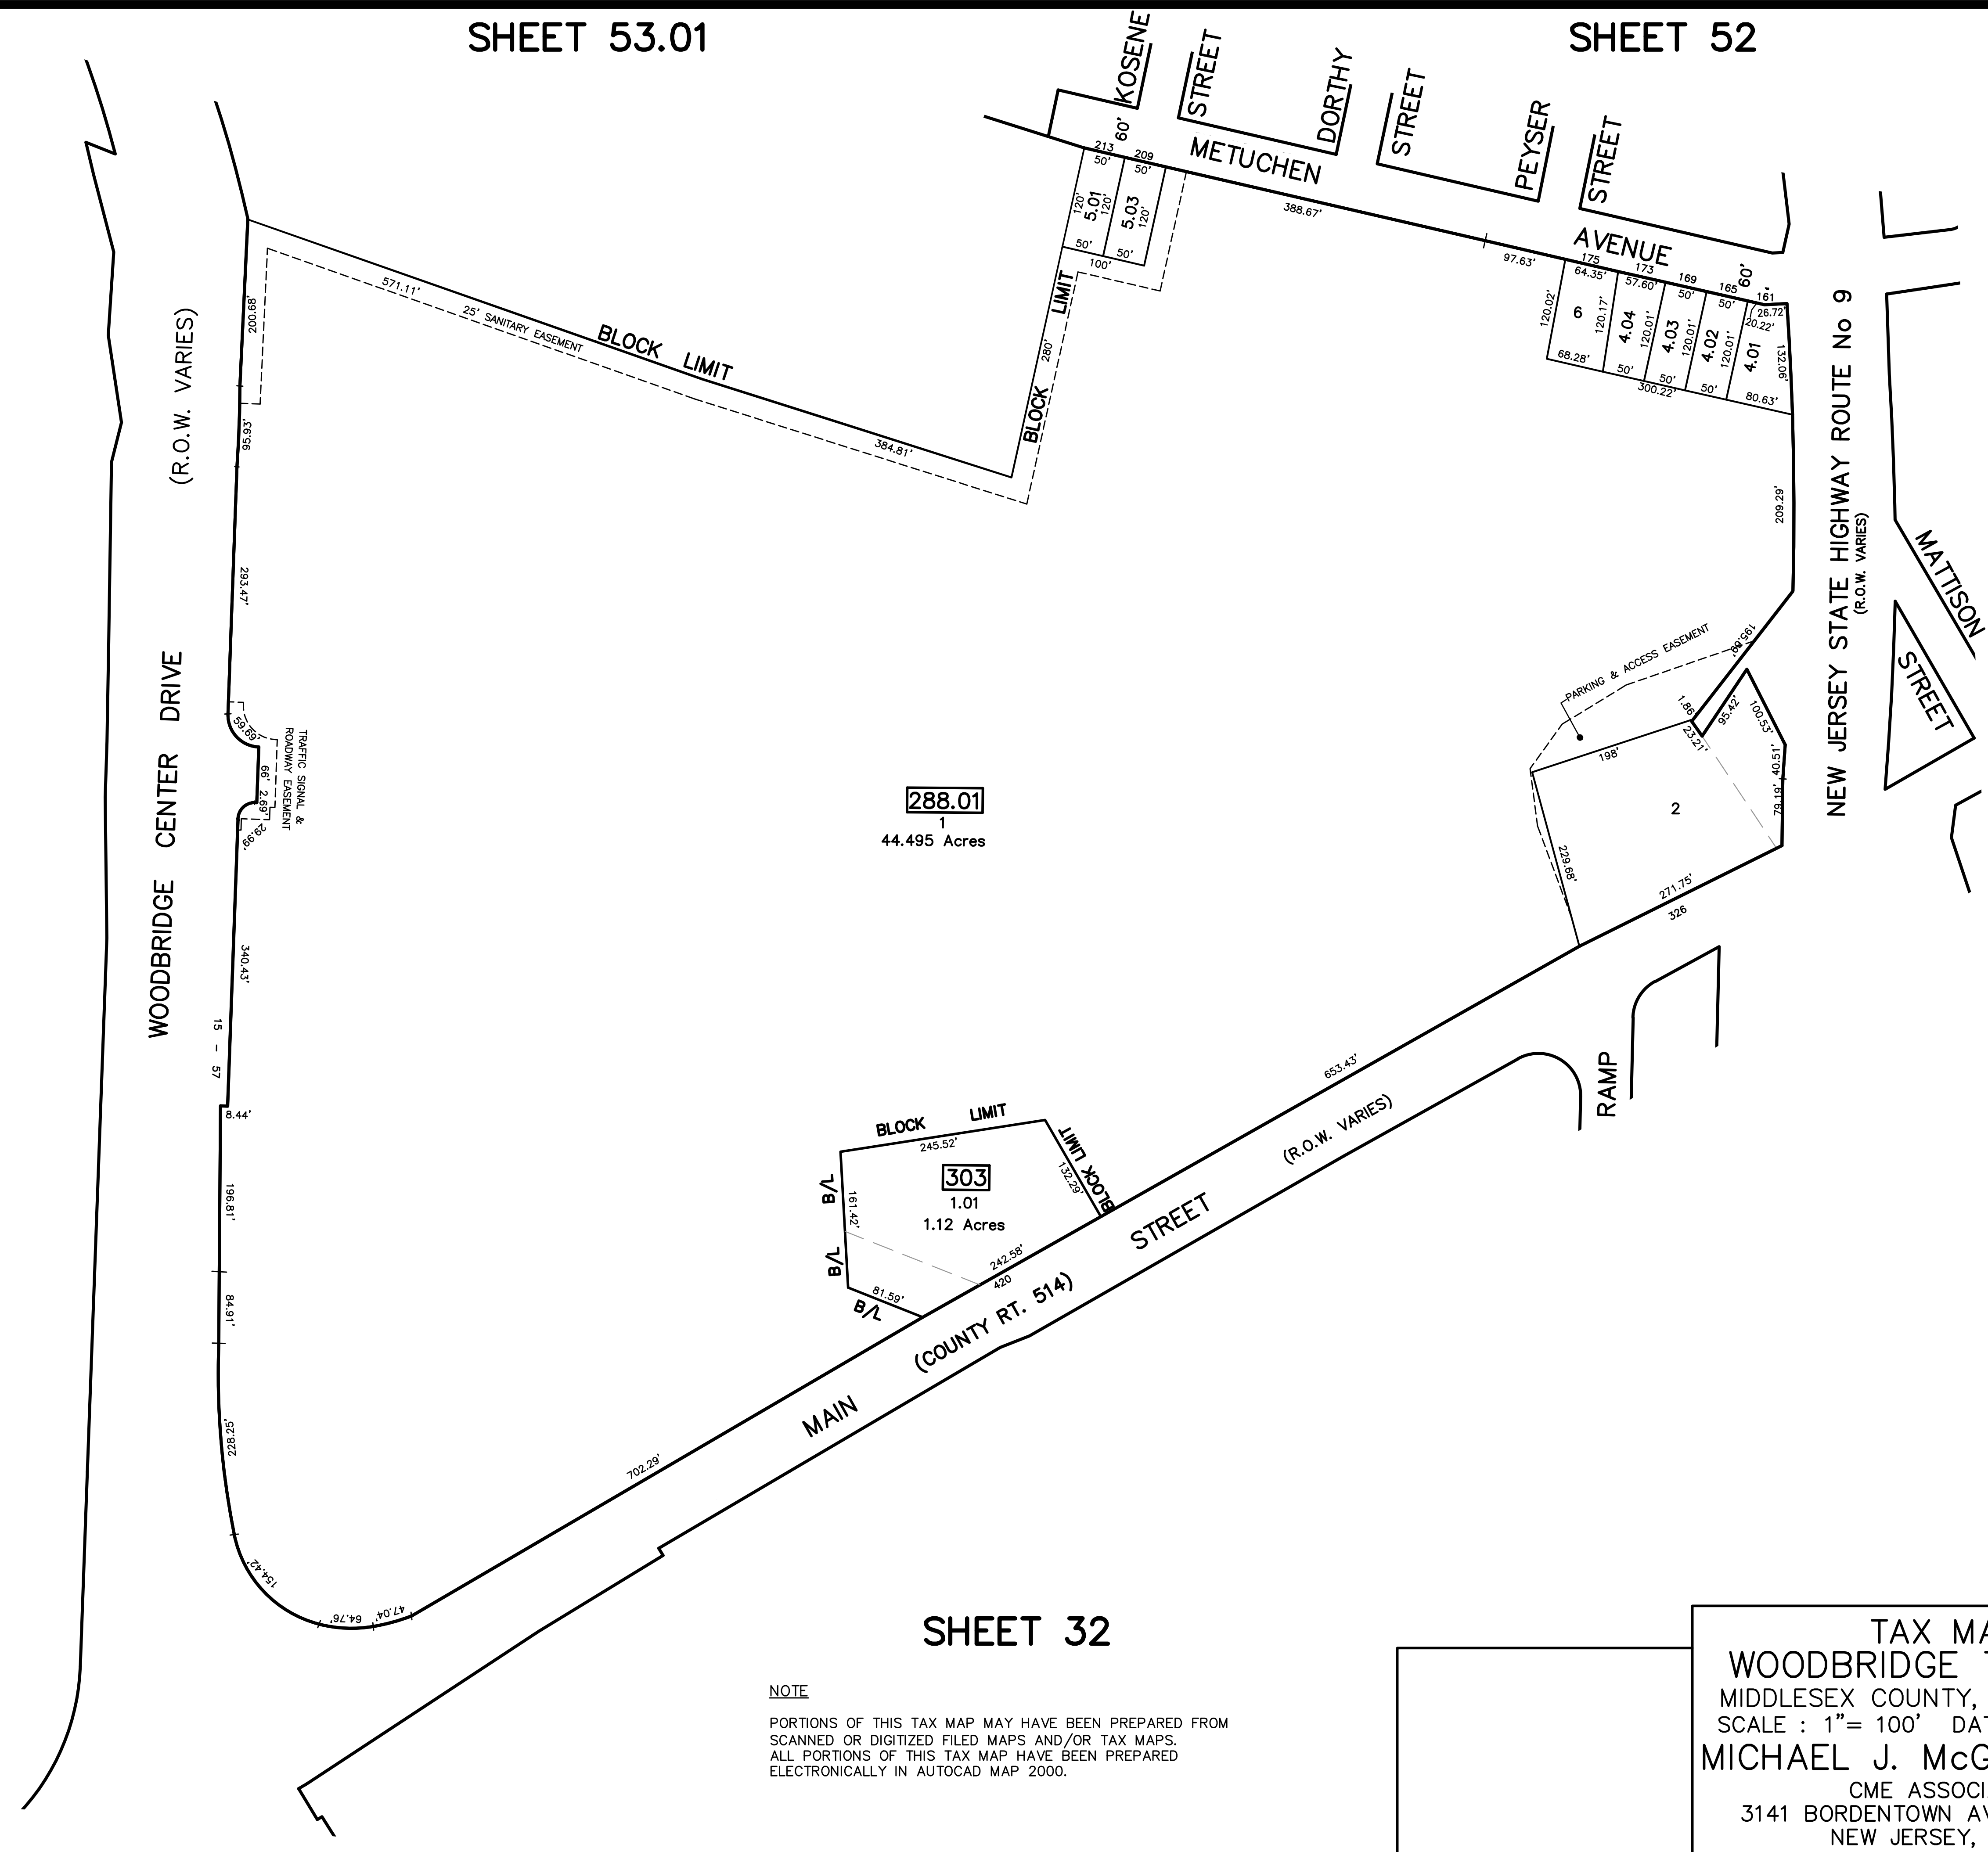 SHEET 53.01
SHEET 52
KOSENE
STREET
DORTHY
STREET
PEYSER
STREET
60'
METUCHEN
AVENUE
60'
213
209
50'
50'
120'
5.01
120'
5.03
120'
50'
50'
100'
388.67'
97.63'
175
173
169
165
161
64.35'
57.60'
50'
50'
26.72'
20.22'
120.02'
6
120.17'
4.04
120.01'
4.03
120.01'
4.02
120.01'
4.01
132.06'
68.28'
50'
50'
50'
80.63'
300.22'
BLOCK LIMIT
280'
(R.O.W. VARIES)
200.68'
571.11'
25' SANITARY EASEMENT
BLOCK LIMIT
384.81'
95.93'
293.47'
209.29'
NEW JERSEY STATE HIGHWAY ROUTE No 9
(R.O.W. VARIES)
MATTISON
STREET
WOODBRIDGE CENTER DRIVE
59.69'
66'
2.69'
29.99'
TRAFFIC SIGNAL &
ROADWAY EASEMENT
PARKING & ACCESS EASEMENT
195.59'
1.86'
23.21'
95.42'
100.53'
40.51'
79.19'
198'
2
229.68'
271.75'
326
288.01
1
44.495 Acres
340.43'
15 - 57
8.44'
196.81'
84.91'
228.25'
154.42'
64.76'
47.04'
653.43'
RAMP
(R.O.W. VARIES)
BLOCK LIMIT
245.52'
BLOCK LIMIT
132.29'
303
1.01
1.12 Acres
B/L
161.42'
B/L
81.59'
B/L
242.58'
420
STREET
(COUNTY RT. 514)
MAIN
702.29'
SHEET 32
NOTE
PORTIONS OF THIS TAX MAP MAY HAVE BEEN PREPARED FROM
SCANNED OR DIGITIZED FILED MAPS AND/OR TAX MAPS.
ALL PORTIONS OF THIS TAX MAP HAVE BEEN PREPARED
ELECTRONICALLY IN AUTOCAD MAP 2000.
TAX MA
WOODBRIDGE T
MIDDLESEX COUNTY,
SCALE : 1"= 100' DAT
MICHAEL J. McG
CME ASSOCI
3141 BORDENTOWN AV
NEW JERSEY,